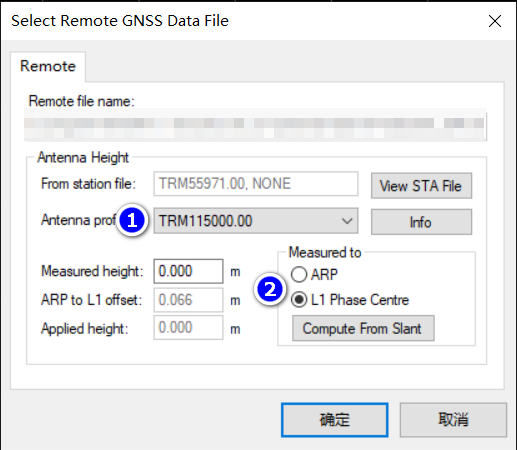 Select Remote GNSS Data File
Remote
Remote file name:
Antenna Height
From station file: TRM55971.00, NONE View STA File
Antenna prof 1 TRM115000.00 Info
Measured to
Measured height: 0.000 m ARP
ARP to L1 offset: 0.066 m 2 L1 Phase Centre
Applied height: 0.000 m Compute From Slant
确定 取消